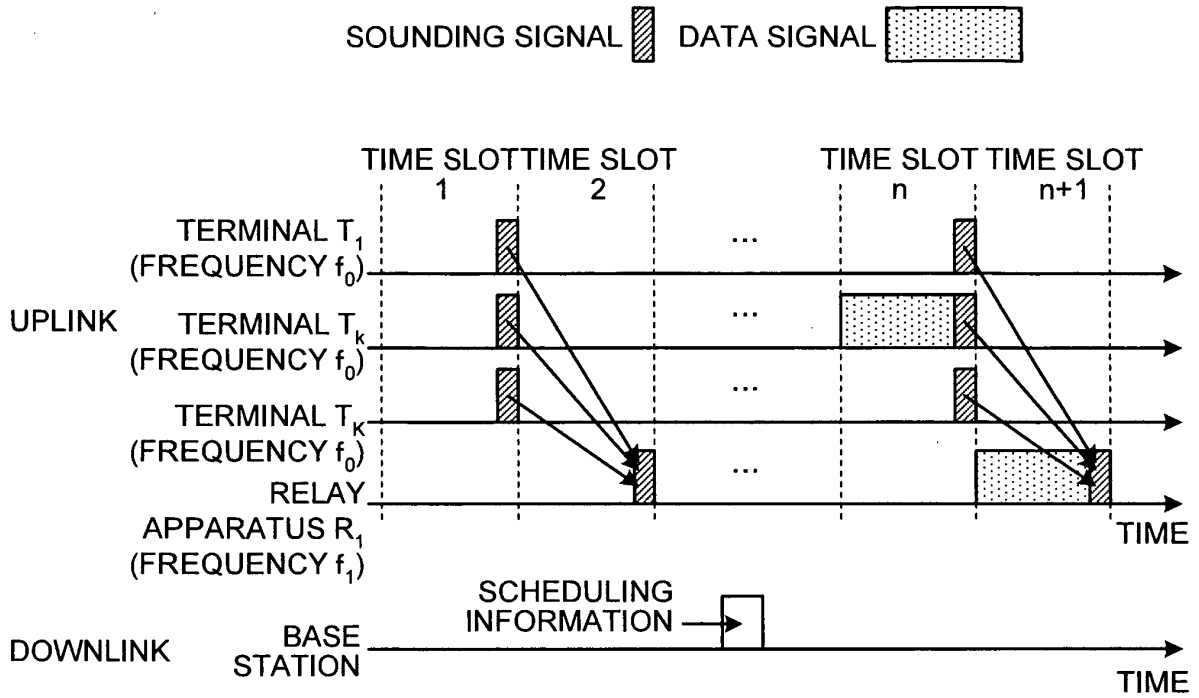 SOUNDING SIGNAL DATA SIGNAL
TIME SLOT TIME SLOT TIME SLOT TIME SLOT
1 2 n n+1
TERMINAL T1
(FREQUENCY f0)
...
UPLINK
TERMINAL Tk
(FREQUENCY f0)
...
TERMINAL TK
(FREQUENCY f0)
...
RELAY
APPARATUS R1
(FREQUENCY f1)
...
TIME
SCHEDULING
INFORMATION
DOWNLINK
BASE
STATION
TIME